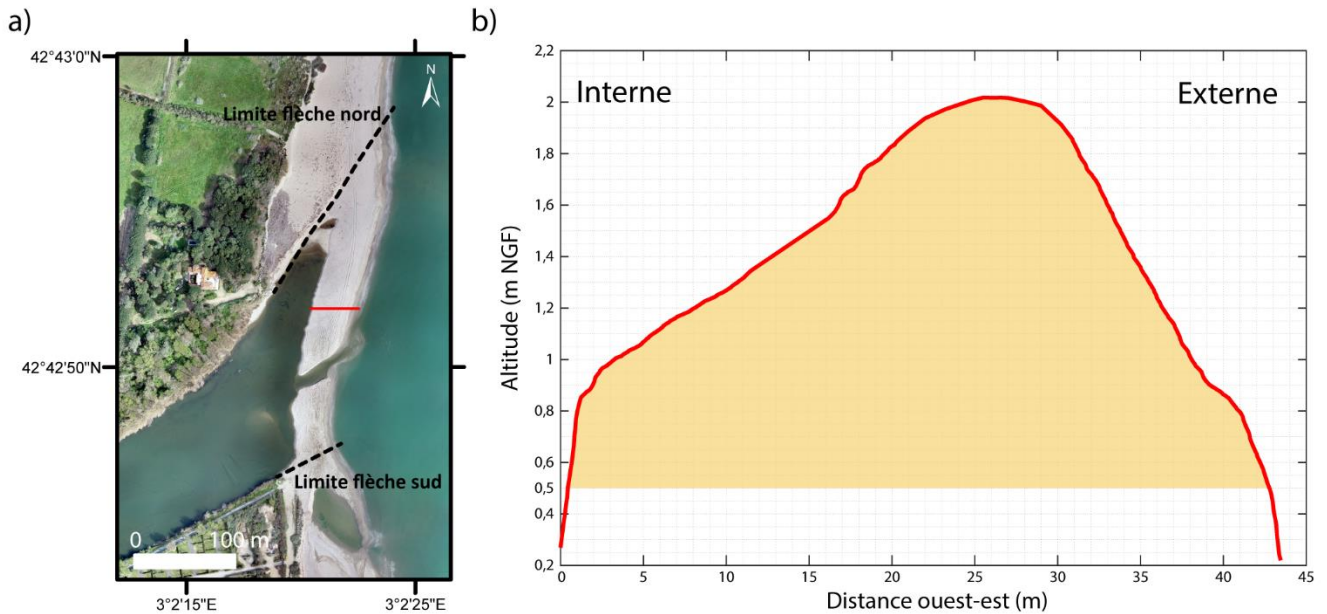 a)
42°43'0"N
N
Limite flèche nord
42°42'50"N
Limite flèche sud
0 100 m
3°2'15"E 3°2'25"E
b)
Interne Externe
Altitude (m NGF)
2,2
2
1,8
1,6
1,4
1,2
1
0,8
0,6
0,5
0,4
0,2
0 5 10 15 20 25 30 35 40 45
Distance ouest-est (m)